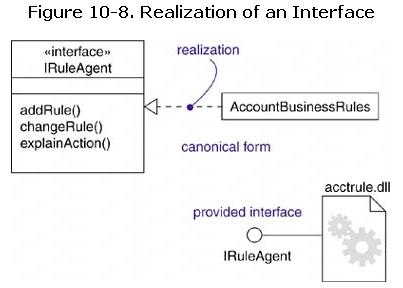 Figure 10-8. Realization of an Interface
«interface»
IRuleAgent
realization
addRule()
changeRule()
explainAction()
AccountBusinessRules
canonical form
acctrule.dll
provided interface
IRuleAgent